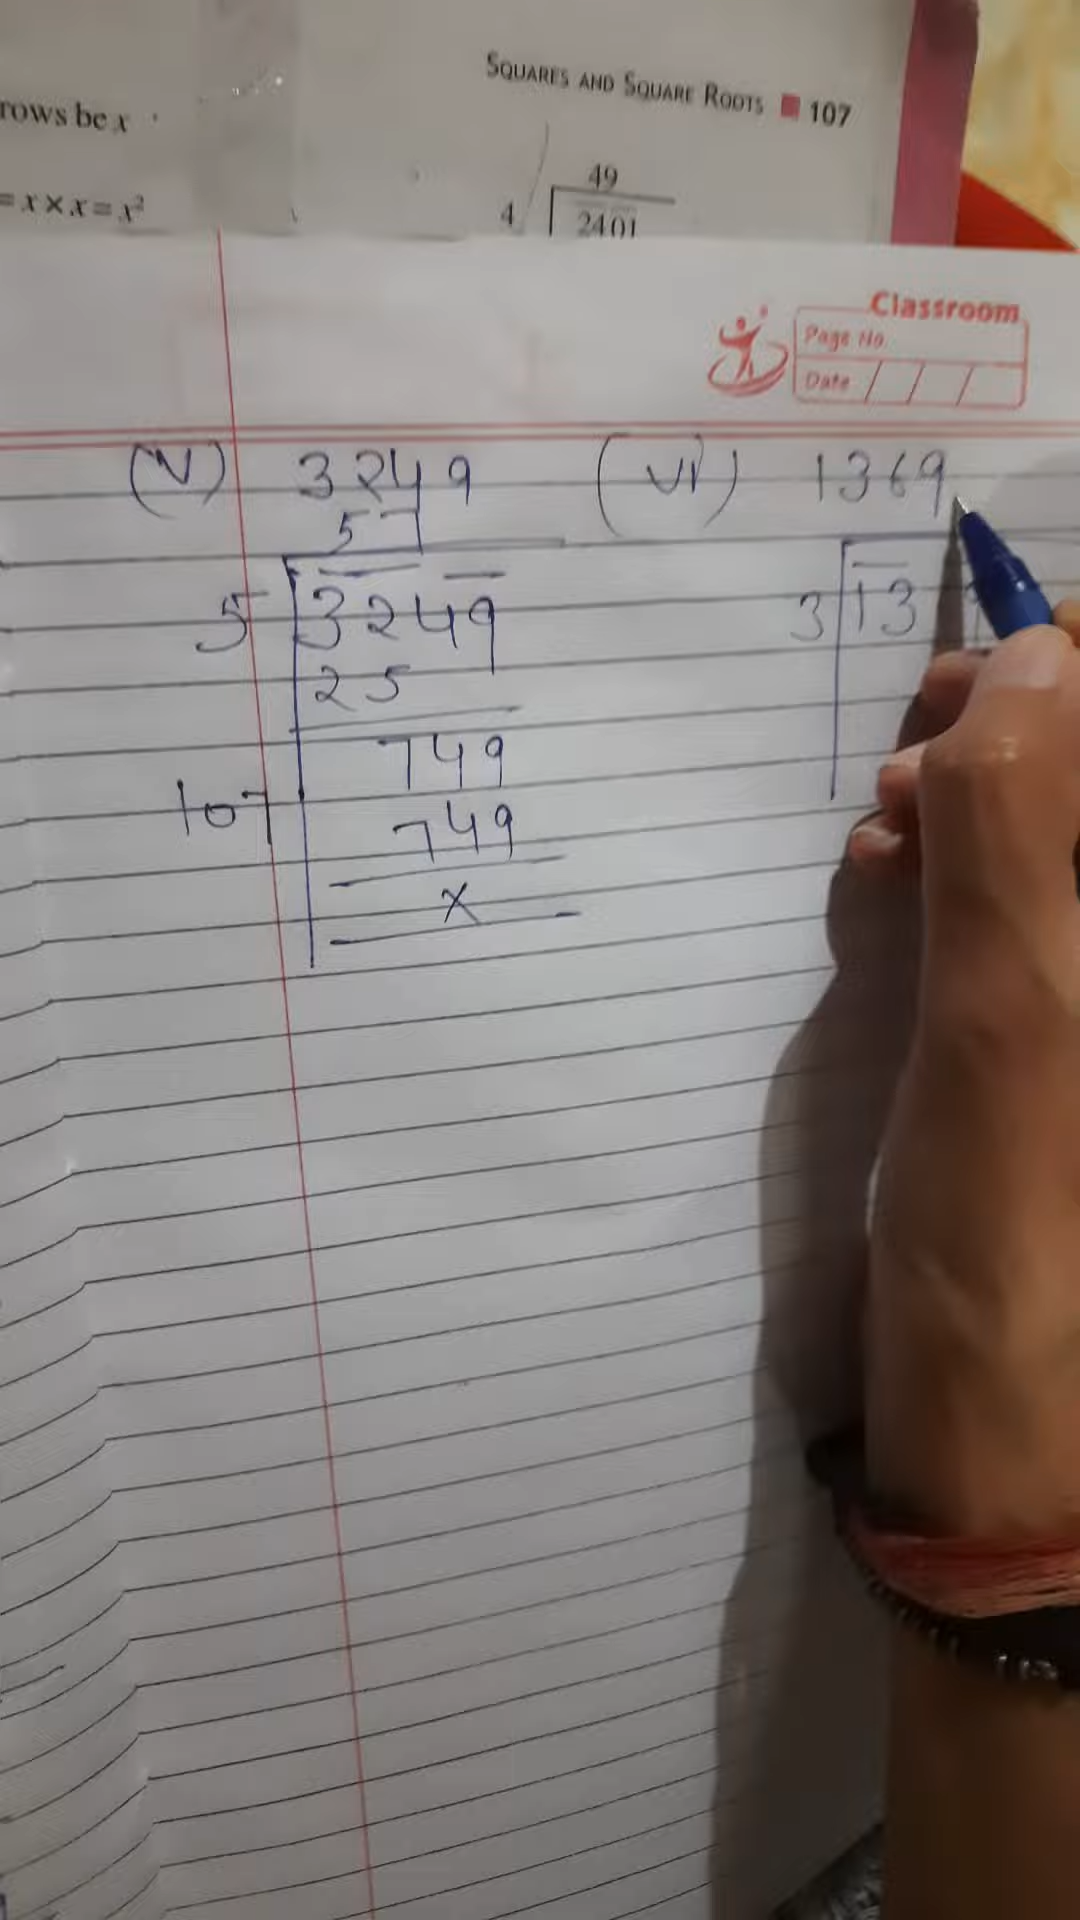 SQUARES AND SQUARE ROOTS 107
rows be x
= x × x = x²
49
4 2401
Classroom
Page No.
Date / / /
(V) 3249
57
5 3249
25
749
107 749
x
(VI) 1369
3 13